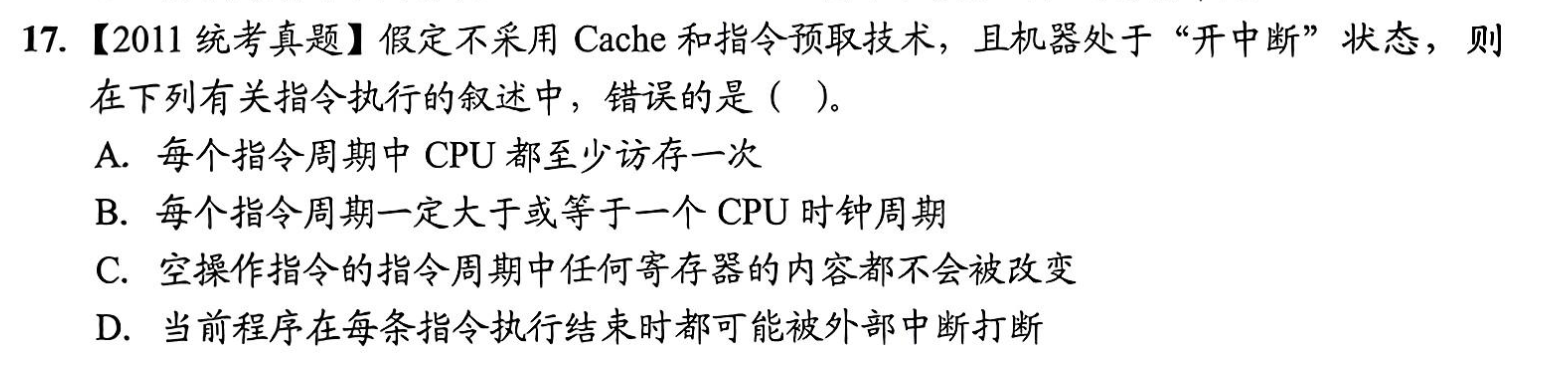 17. 【2011 统考真题】假定不采用 Cache 和指令预取技术，且机器处于“开中断”状态，则
在下列有关指令执行的叙述中，错误的是（ ）。
A. 每个指令周期中 CPU 都至少访存一次
B. 每个指令周期一定大于或等于一个 CPU 时钟周期
C. 空操作指令的指令周期中任何寄存器的内容都不会被改变
D. 当前程序在每条指令执行结束时都可能被外部中断打断